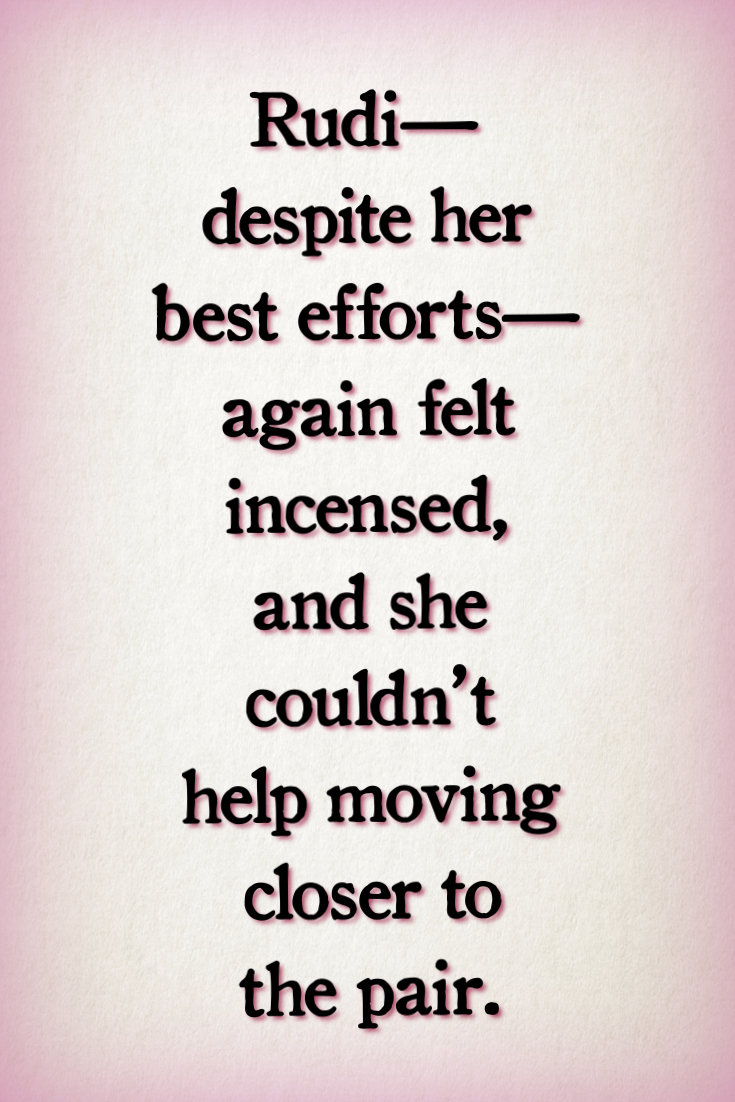 Rudi—
despite her
best efforts—
again felt
incensed,
and she
couldn’t
help moving
closer to
the pair.